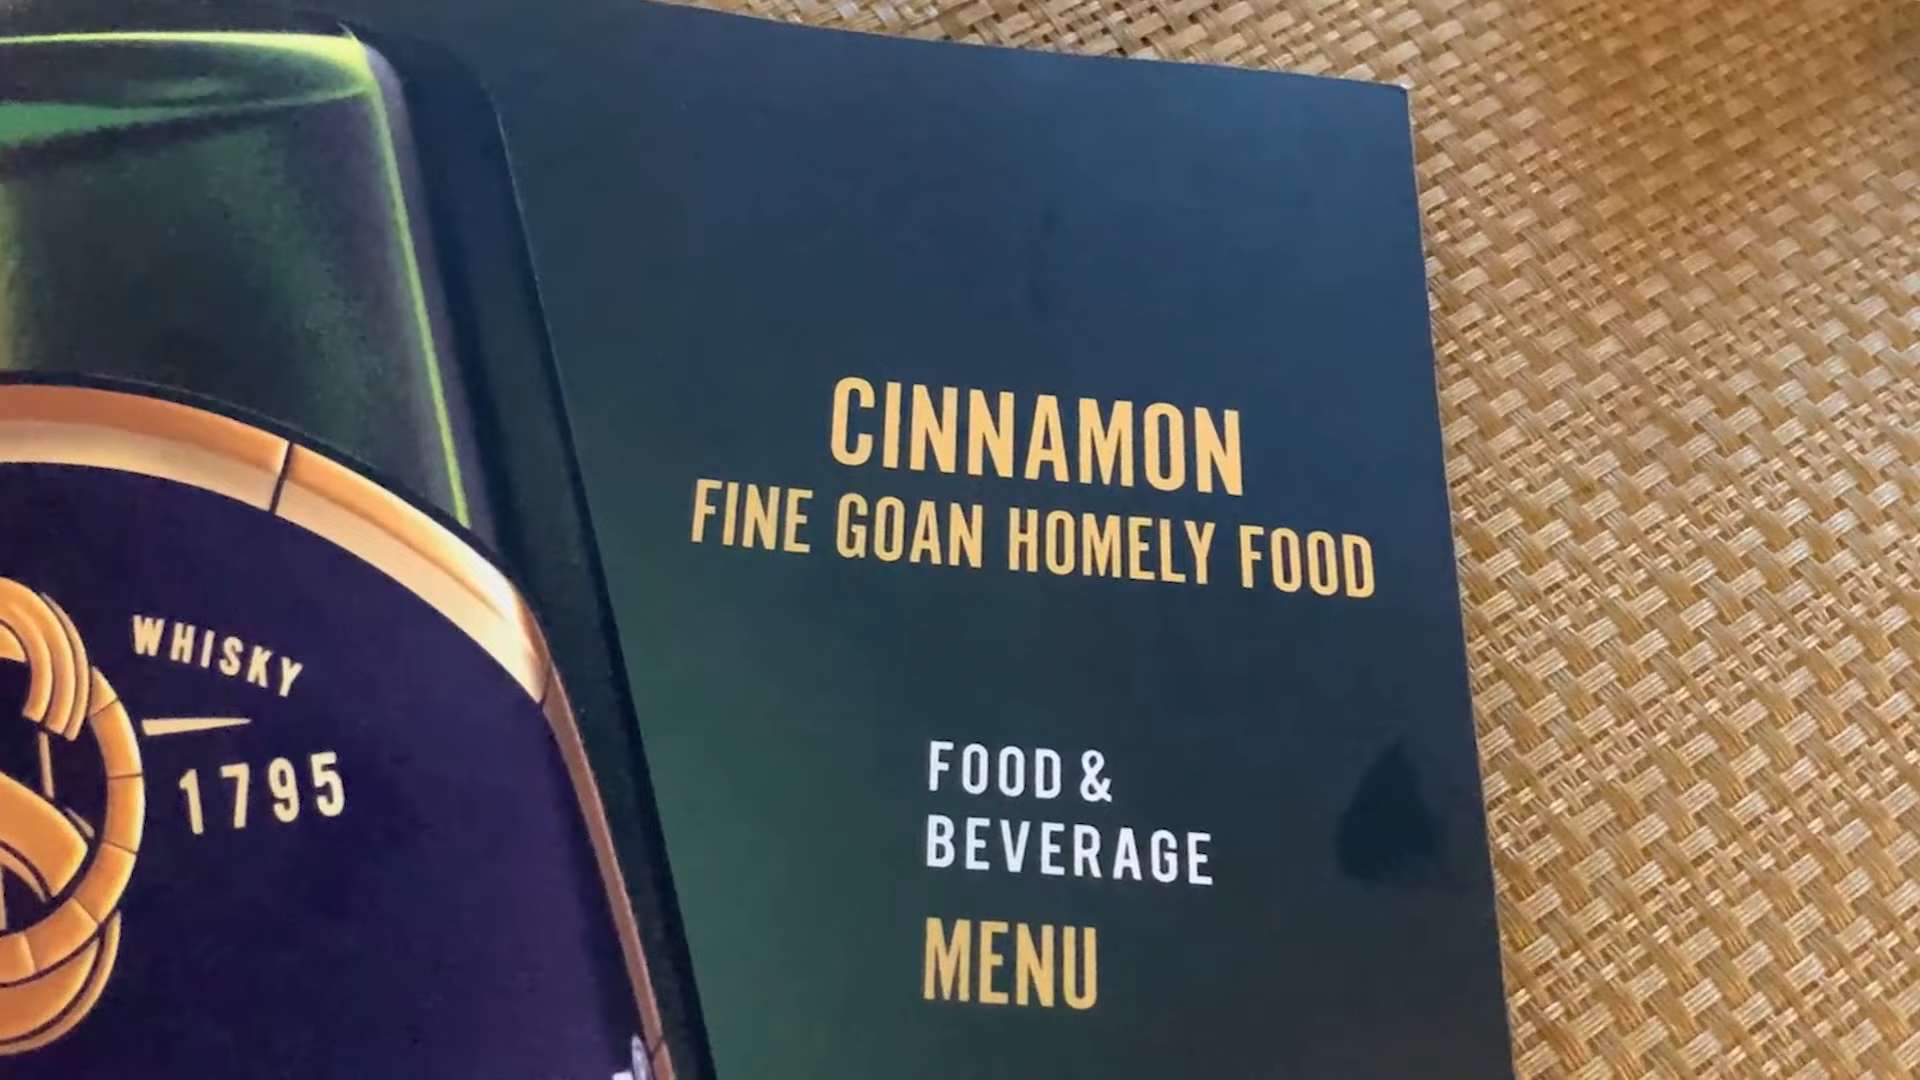 CINNAMON
FINE GOAN HOMELY FOOD
WHISKY
1795
FOOD &
BEVERAGE
MENU